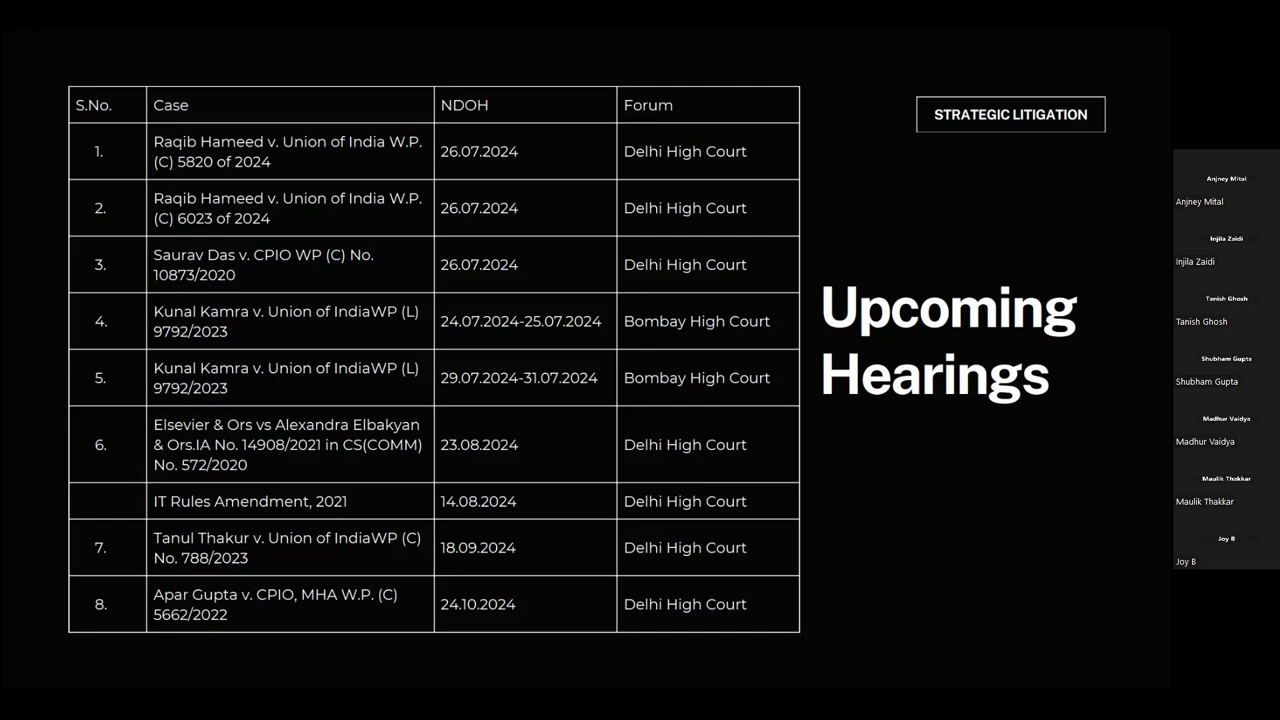 S.No.
Case
NDOH
Forum
1.
Raqib Hameed v. Union of India W.P.
(C) 5820 of 2024
26.07.2024
Delhi High Court
2.
Raqib Hameed v. Union of India W.P.
(C) 6023 of 2024
26.07.2024
Delhi High Court
3.
Saurav Das v. CPIO WP (C) No.
10873/2020
26.07.2024
Delhi High Court
4.
Kunal Kamra v. Union of IndiaWP (L)
9792/2023
24.07.2024-25.07.2024
Bombay High Court
5.
Kunal Kamra v. Union of IndiaWP (L)
9792/2023
29.07.2024-31.07.2024
Bombay High Court
6.
Elsevier & Ors vs Alexandra Elbakyan
& Ors.IA No. 14908/2021 in CS(COMM)
No. 572/2020
23.08.2024
Delhi High Court
IT Rules Amendment, 2021
14.08.2024
Delhi High Court
7.
Tanul Thakur v. Union of IndiaWP (C)
No. 788/2023
18.09.2024
Delhi High Court
8.
Apar Gupta v. CPIO, MHA W.P. (C)
5662/2022
24.10.2024
Delhi High Court
STRATEGIC LITIGATION
Upcoming
Hearings
Anjney Mital
Anjney Mital
Injila Zaidi
Injila Zaidi
Tanish Ghosh
Tanish Ghosh
Shubham Gupta
Shubham Gupta
Madhur Vaidya
Madhur Vaidya
Maulik Thakkar
Maulik Thakkar
Joy B
Joy B